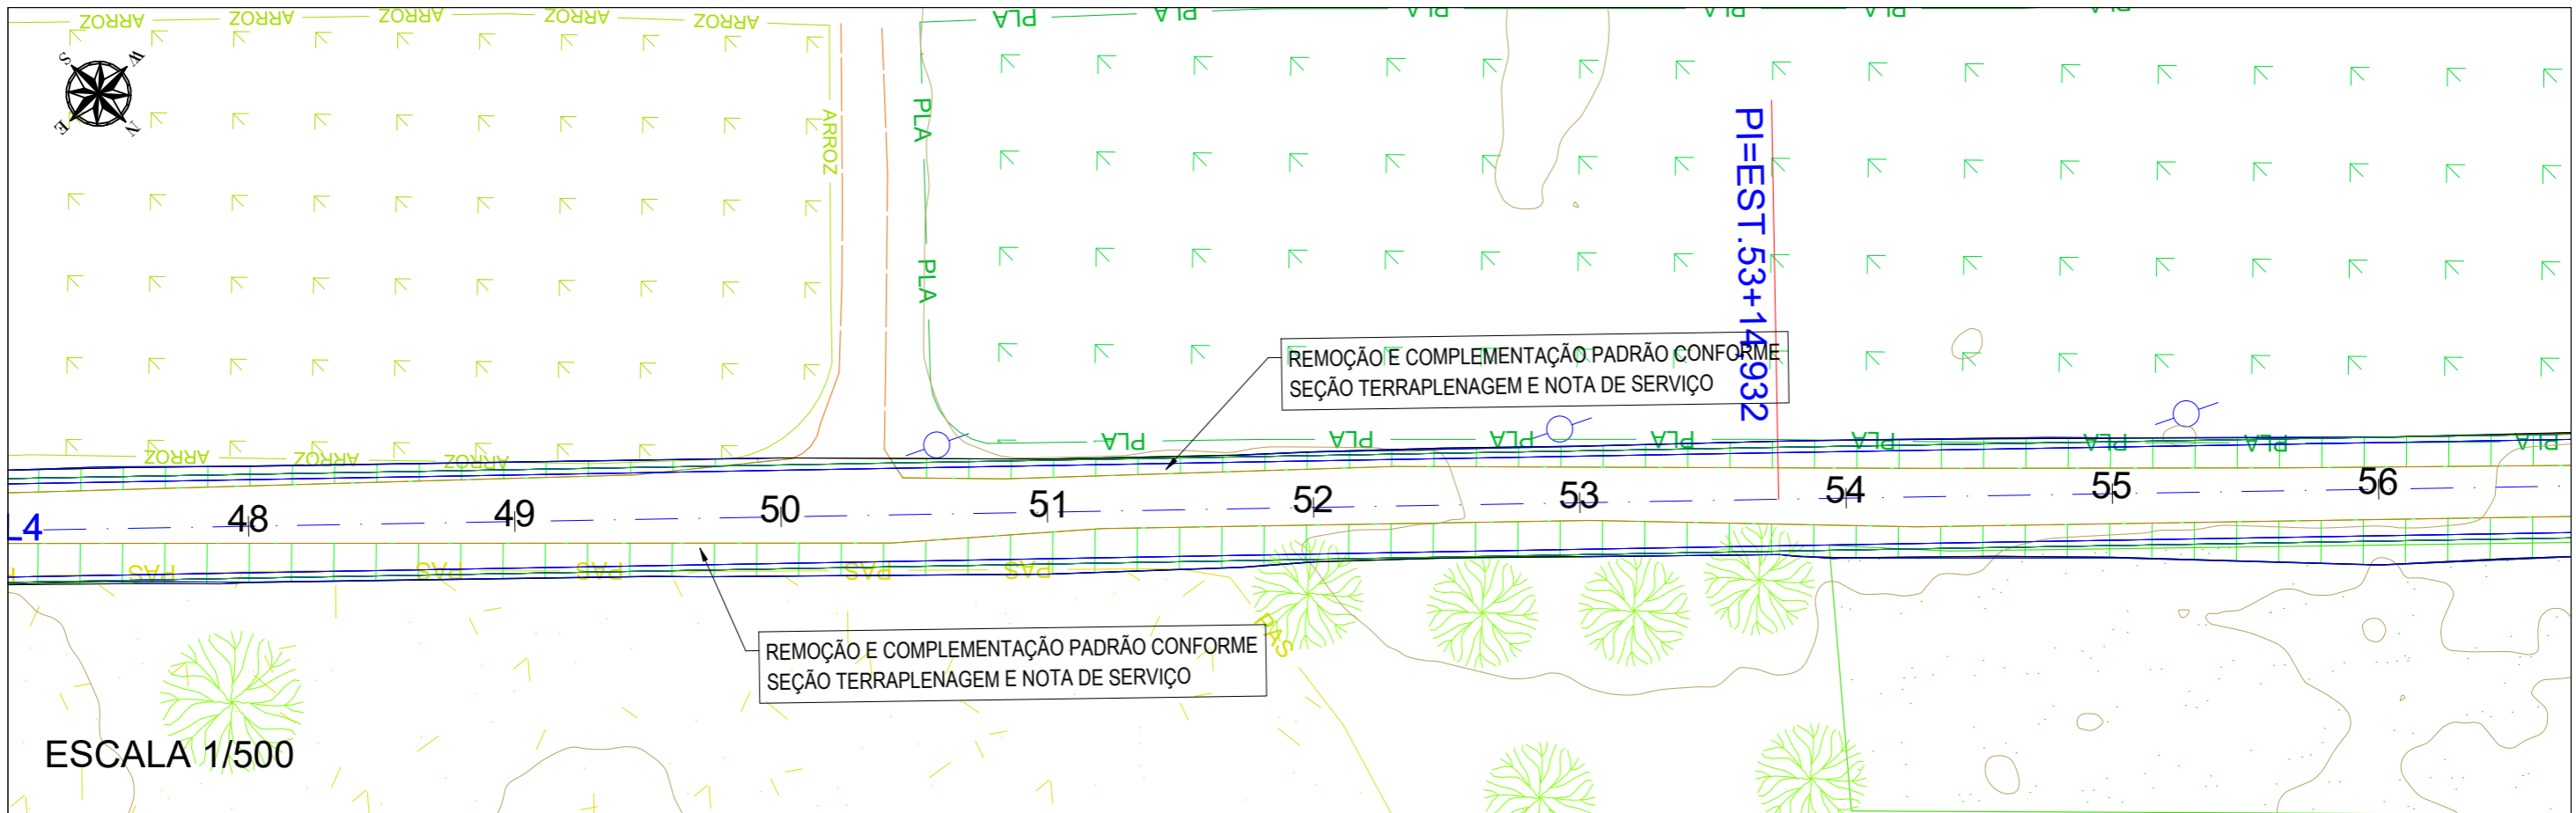 ARROZ ARROZ ARROZ ARROZ ARROZ
PLA PLA PLA PLA PLA PLA
S W
E N
ARROZ
PLA
PLA
PI=EST.53+14,932
REMOÇÃO E COMPLEMENTAÇÃO PADRÃO CONFORME
SEÇÃO TERRAPLENAGEM E NOTA DE SERVIÇO
ARROZ ARROZ ARROZ
PLA PLA PLA PLA PLA PLA PLA PLA
L4 48 49 50 51 52 53 54 55 56
PAS PAS PAS PAS PAS
PAS
REMOÇÃO E COMPLEMENTAÇÃO PADRÃO CONFORME
SEÇÃO TERRAPLENAGEM E NOTA DE SERVIÇO
ESCALA 1/500